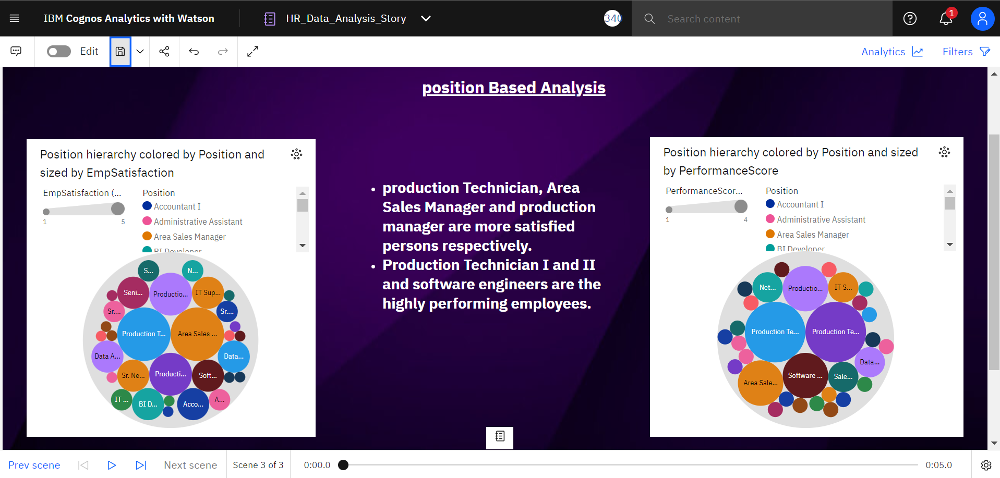 IBM Cognos Analytics with Watson
HR_Data_Analysis_Story
340
Search content
1
Edit
Analytics
Filters
position Based Analysis
Position hierarchy colored by Position and
sized by EmpSatisfaction
EmpSatisfaction (...
1
5
Position
Accountant I
Administrative Assistant
Area Sales Manager
BI Developer
S...
N...
Seni...
Productio...
IT Sup...
Sr....
Sr....
Production T...
Area Sales ...
Data A...
Data...
Sr. Ne...
Producti...
Soft...
IT ...
BI D...
Acco...
A...
• production Technician, Area
Sales Manager and production
manager are more satisfied
persons respectively.
• Production Technician I and II
and software engineers are the
highly performing employees.
Position hierarchy colored by Position and sized
by PerformanceScore
PerformanceScor...
1
4
Position
Accountant I
Administrative Assistant
Area Sales Manager
BI Developer
Net...
Productio...
IT S...
Production Te...
Production Te...
Data...
Area Sale...
Software ...
Sale...
Prev scene
Next scene
Scene 3 of 3
0:00.0
0:05.0